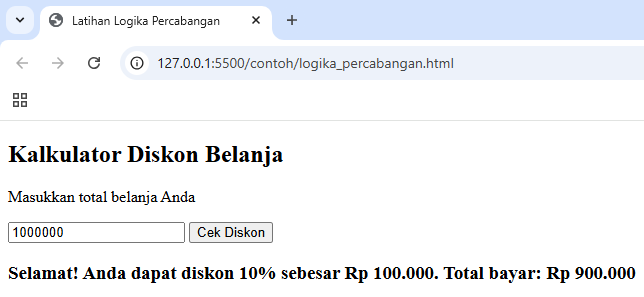 Latihan Logika Percabangan
127.0.0.1:5500/contoh/logika_percabangan.html
Kalkulator Diskon Belanja
Masukkan total belanja Anda
1000000 Cek Diskon
Selamat! Anda dapat diskon 10% sebesar Rp 100.000. Total bayar: Rp 900.000